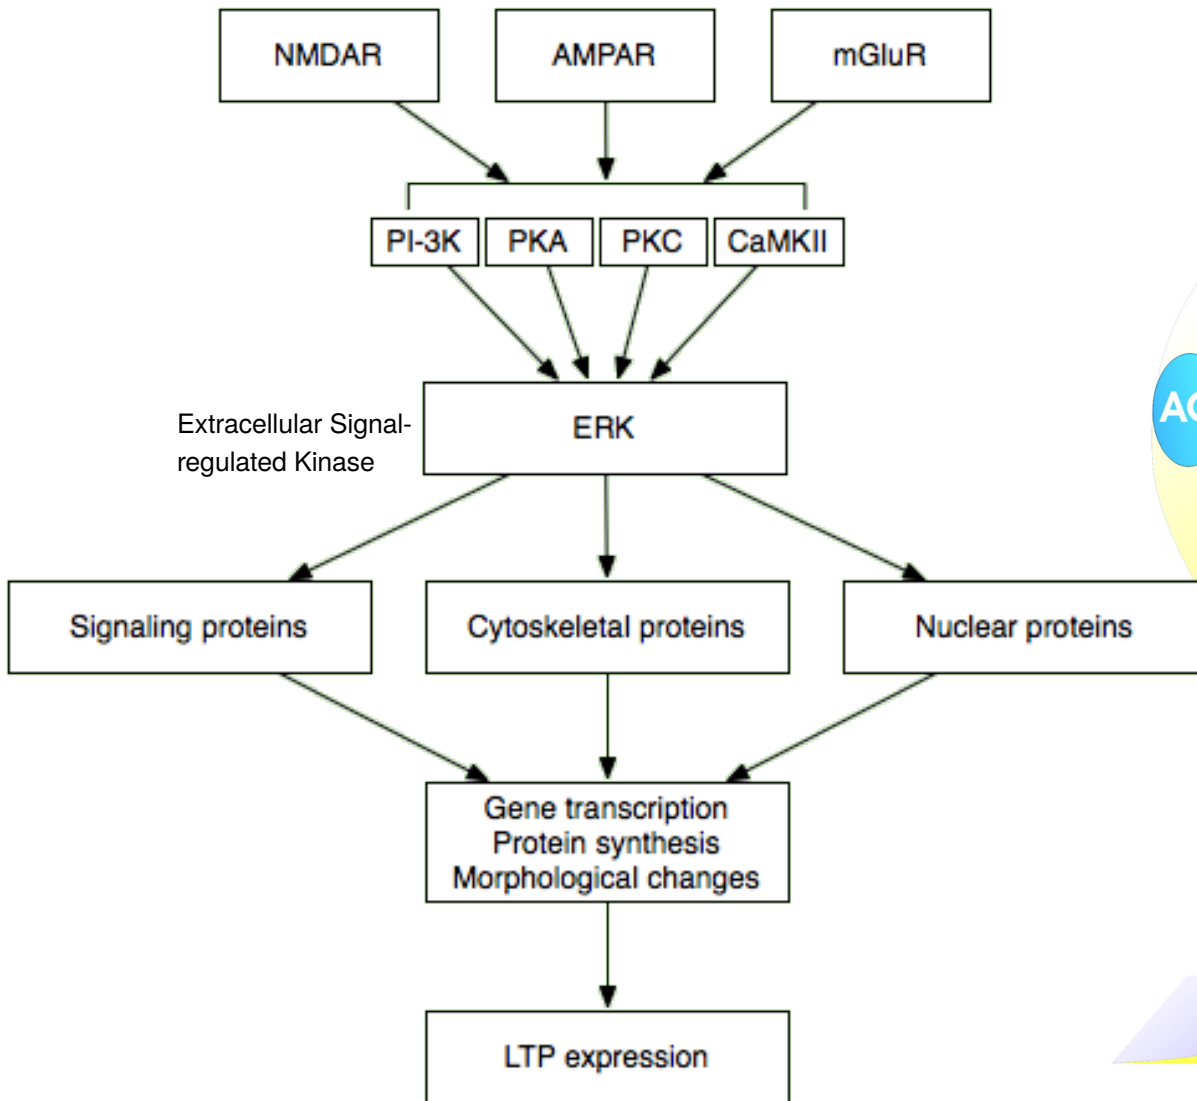 NMDAR
AMPAR
mGluR
PI-3K
PKA
PKC
CaMKII
Extracellular Signal-
regulated Kinase
ERK
Signaling proteins
Cytoskeletal proteins
Nuclear proteins
Gene transcription
Protein synthesis
Morphological changes
LTP expression